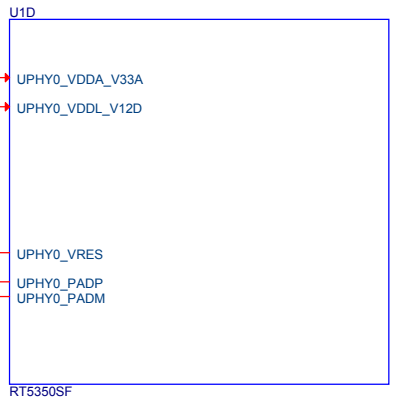 U1D
UPHY0_VDDA_V33A
UPHY0_VDDL_V12D
UPHY0_VRES
UPHY0_PADP
UPHY0_PADM
RT5350SF